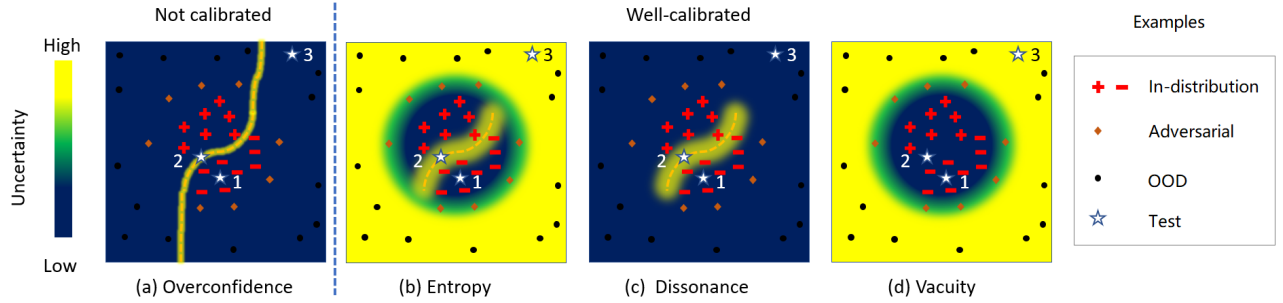 Not calibrated
Well-calibrated
Examples
High
Uncertainty
Low
3
2
1
3
2
1
3
2
1
3
2
1
In-distribution
Adversarial
OOD
Test
(a) Overconfidence
(b) Entropy
(c) Dissonance
(d) Vacuity